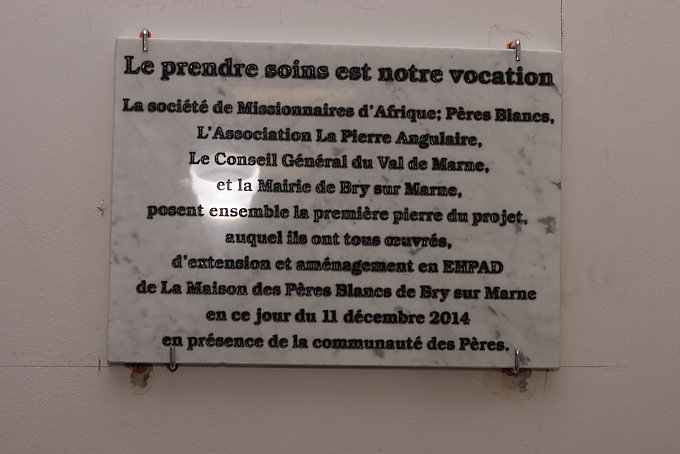 Le prendre soins est notre vocation
La société de Missionnaires d'Afrique; Pères Blancs,
L'Association La Pierre Angulaire,
Le Conseil Général du Val de Marne,
et la Mairie de Bry sur Marne,
posent ensemble la première pierre du projet,
auquel ils ont tous œuvrés,
d'extension et aménagement en EHPAD
de La Maison des Pères Blancs de Bry sur Marne
en ce jour du 11 décembre 2014
en présence de la communauté des Pères.